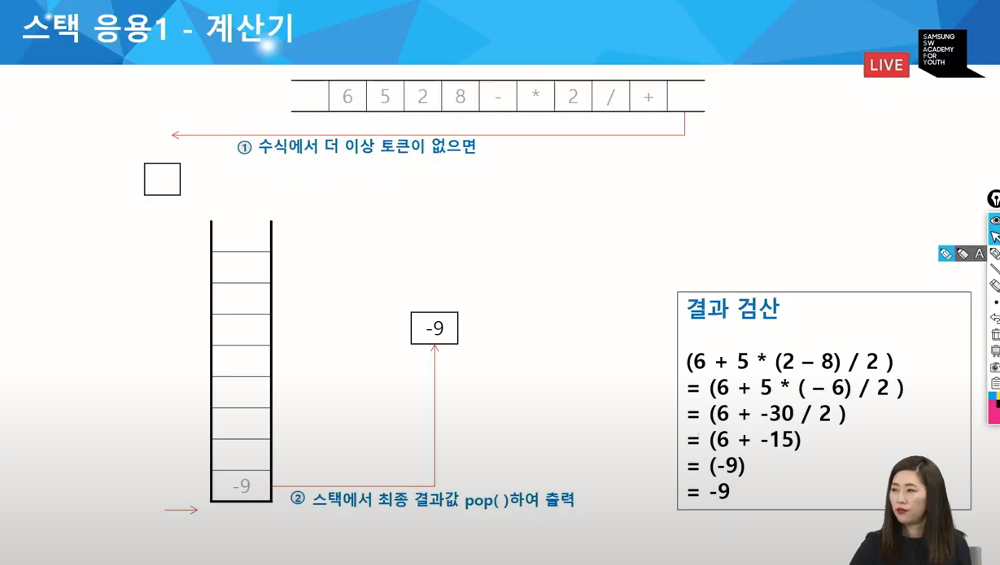 스택 응용1 - 계산기
LIVE
SAMSUNG
SW
ACADEMY
FOR
YOUTH
6 5 2 8 - * 2 / +
① 수식에서 더 이상 토큰이 없으면
A
-9
결과 검산
(6 + 5 * (2 – 8) / 2 )
= (6 + 5 * ( – 6) / 2 )
= (6 + -30 / 2 )
= (6 + -15)
= (-9)
= -9
-9
② 스택에서 최종 결과값 pop( )하여 출력